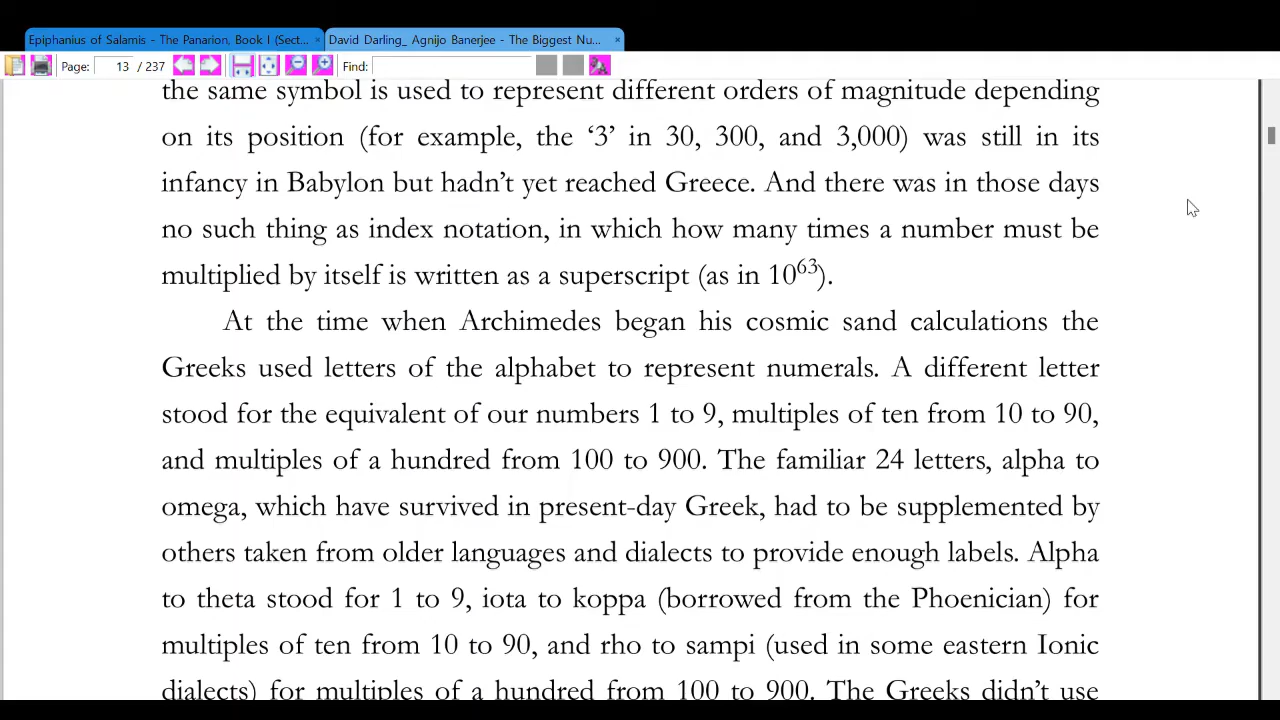 Epiphanius of Salamis - The Panarion, Book I (Sect... ×
David Darling_ Agnijo Banerjee - The Biggest Nu... ×
Page: 13 / 237 Find:
the same symbol is used to represent different orders of magnitude depending
on its position (for example, the ‘3’ in 30, 300, and 3,000) was still in its
infancy in Babylon but hadn’t yet reached Greece. And there was in those days
no such thing as index notation, in which how many times a number must be
multiplied by itself is written as a superscript (as in 10⁶³).
At the time when Archimedes began his cosmic sand calculations the
Greeks used letters of the alphabet to represent numerals. A different letter
stood for the equivalent of our numbers 1 to 9, multiples of ten from 10 to 90,
and multiples of a hundred from 100 to 900. The familiar 24 letters, alpha to
omega, which have survived in present-day Greek, had to be supplemented by
others taken from older languages and dialects to provide enough labels. Alpha
to theta stood for 1 to 9, iota to koppa (borrowed from the Phoenician) for
multiples of ten from 10 to 90, and rho to sampi (used in some eastern Ionic
dialects) for multiples of a hundred from 100 to 900. The Greeks didn’t use